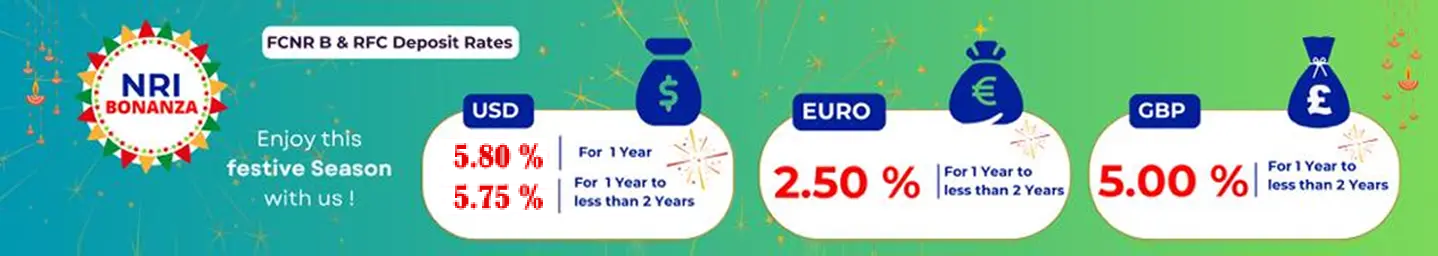 NRI
BONANZA
Enjoy this
festive Season
with us !
FCNR B & RFC Deposit Rates
USD
$
5.80 %
For 1 Year
5.75 %
For 1 Year to
less than 2 Years
EURO
€
2.50 %
For 1 Year to
less than 2 Years
GBP
£
5.00 %
For 1 Year to
less than 2 Years